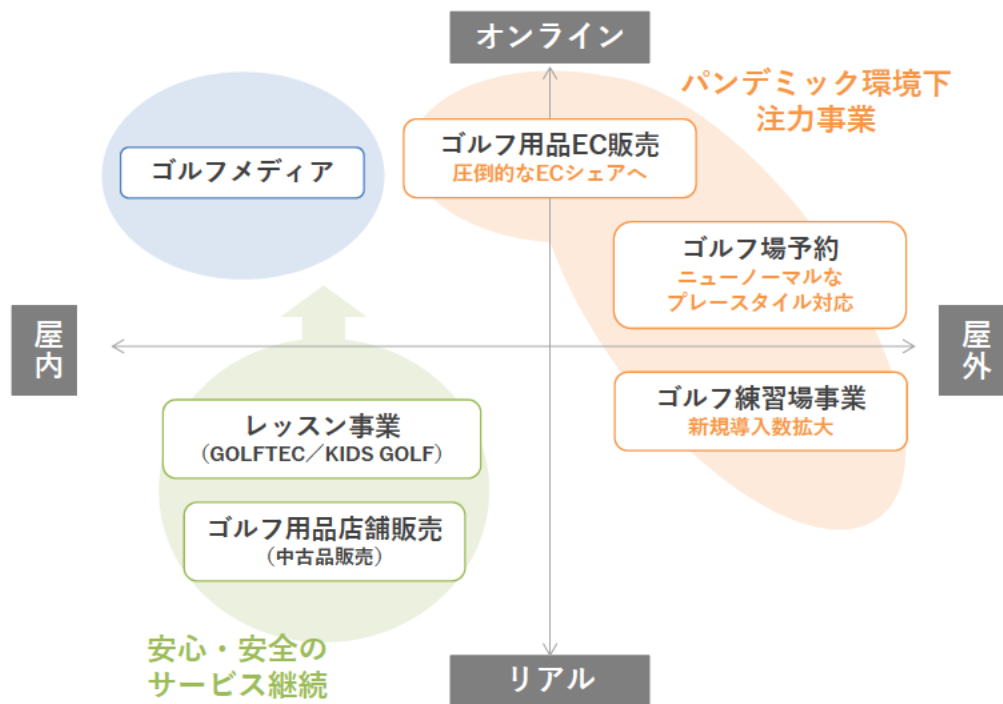 オンライン
パンデミック環境下
注力事業
ゴルフ用品EC販売
圧倒的なECシェアへ
ゴルフメディア
ゴルフ場予約
ニューノーマルな
プレースタイル対応
屋内
屋外
ゴルフ練習場事業
新規導入数拡大
レッスン事業
(GOLFTEC/KIDS GOLF)
ゴルフ用品店舗販売
(中古品販売)
安心・安全の
サービス継続
リアル